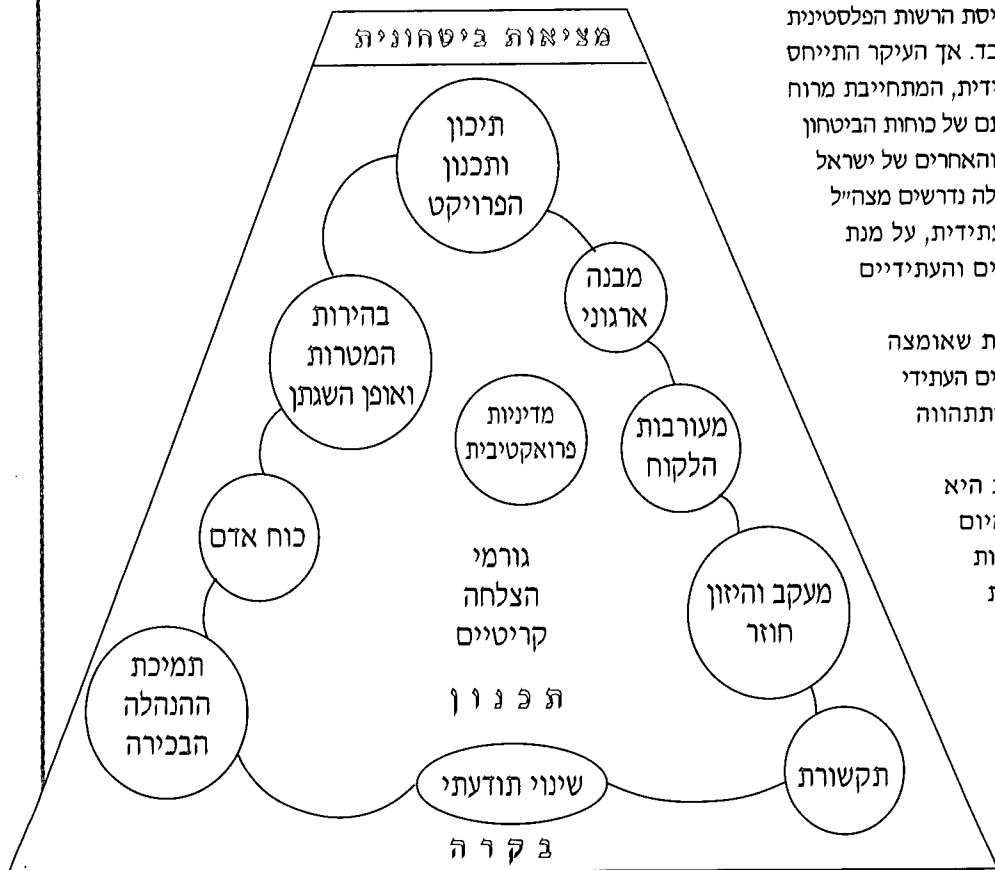 מציאות ביטחונית
תיכון
ותכנון
הפרויקט
מבנה
ארגוני
בהירות
המטרות
ואופן השגתן
מדיניות
פרואקטיבית
מעורבות
הלקוח
כוח אדם
גורמי
הצלחה
קריטיים
מעקב והיזון
חוזר
תמיכת
ההנהלה
הבכירה
תכנון
שינוי תודעתי
תקשורת
בקרה
יסת הרשות הפלסטינית
בד. אך העיקר התייחס
ידית, המתחייבת מרוח
תם של כוחות הביטחון
והאחרים של ישראל
לה נדרשים מצה״ל
תידית, על מנת
ים והעתידיים
ת שאומצה
ים העתידי
תתהווה
היא
יום
ות